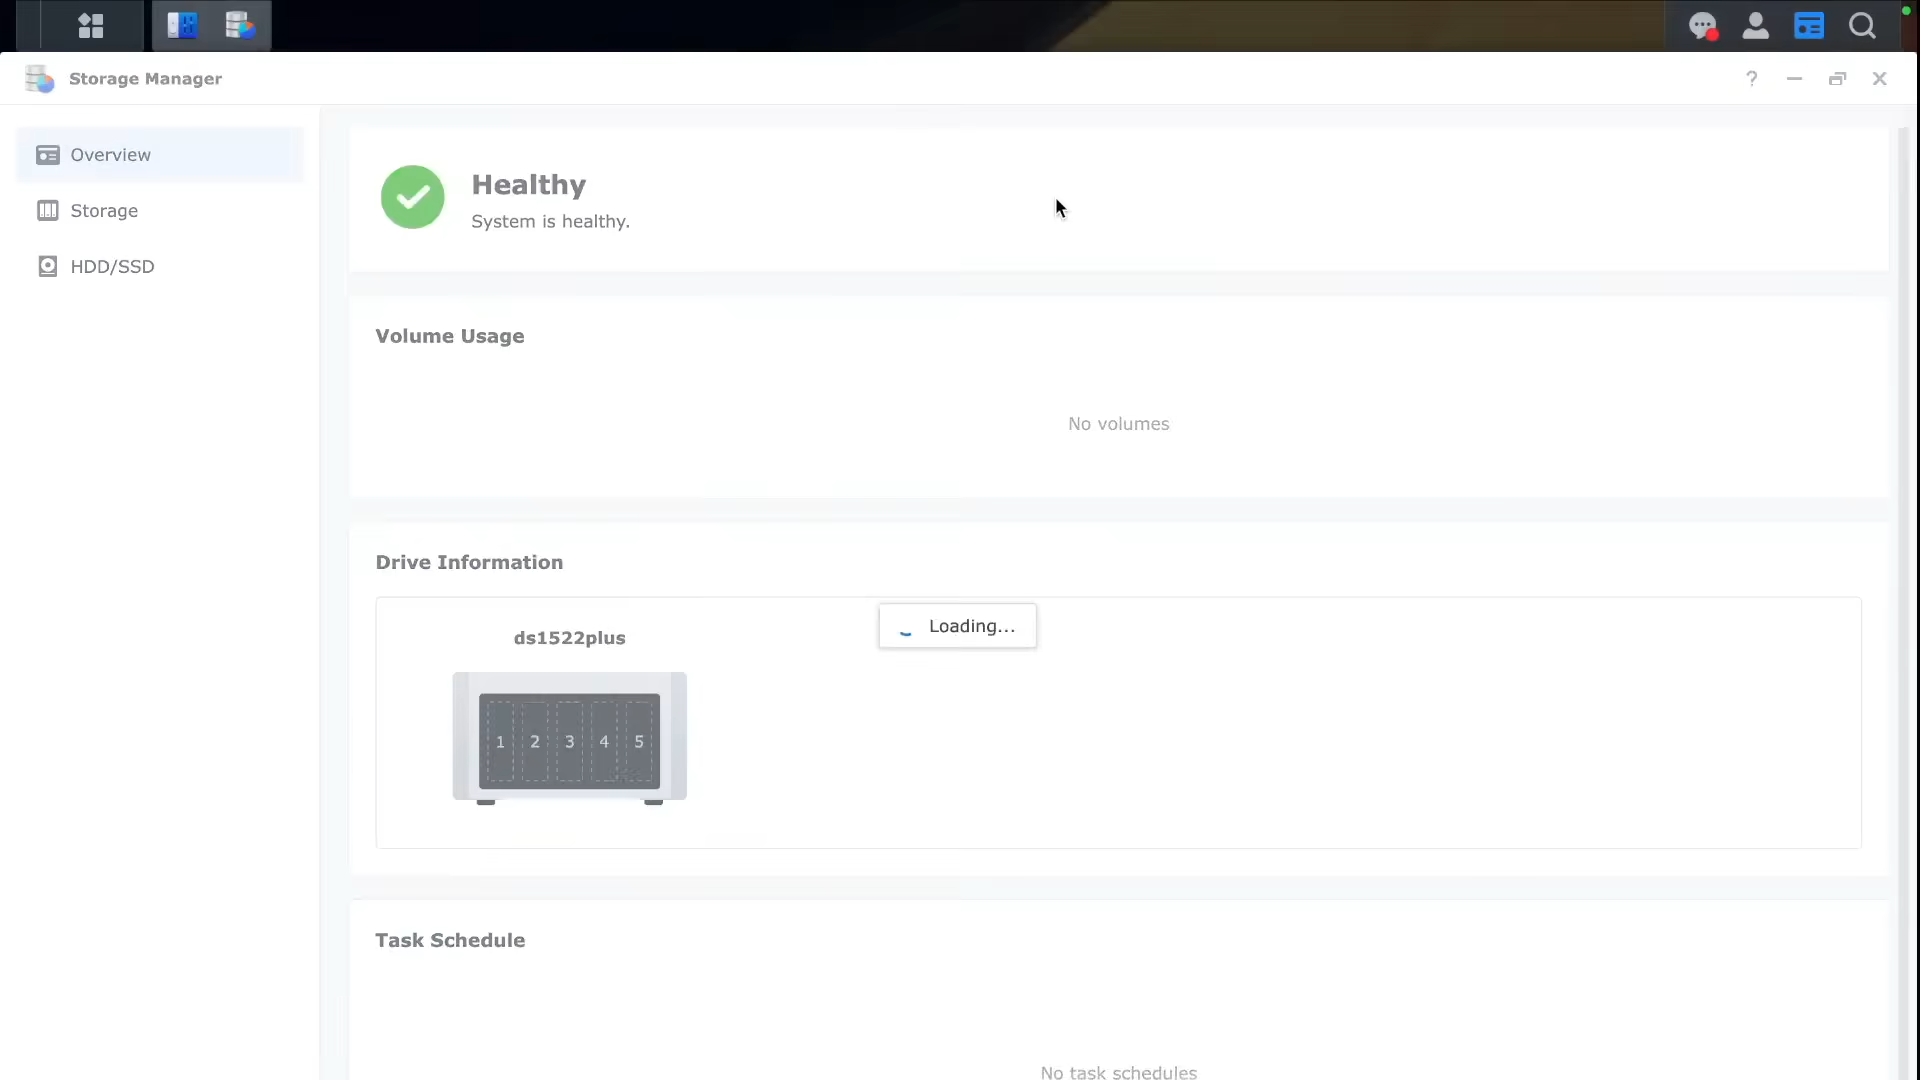 Storage Manager
?
Overview
Storage
HDD/SSD
Healthy
System is healthy.
Volume Usage
No volumes
Drive Information
ds1522plus
1 2 3 4 5
Loading...
Task Schedule
No task schedules